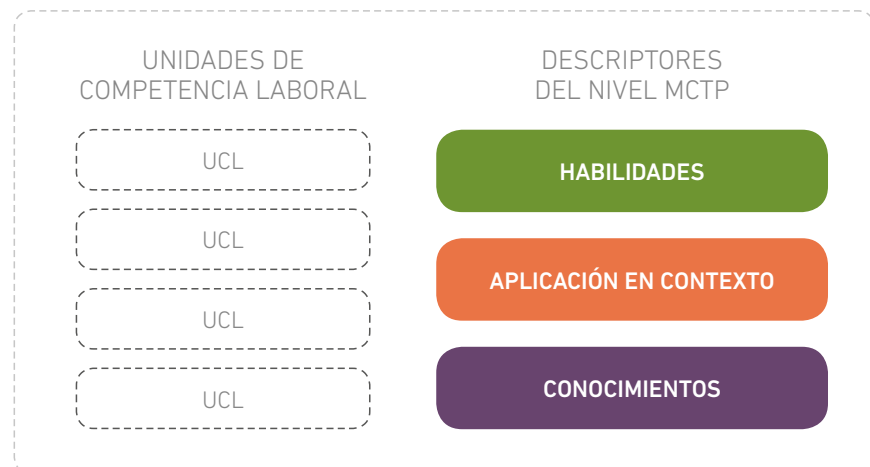 UNIDADES DE
COMPETENCIA LABORAL
UCL
UCL
UCL
UCL
DESCRIPTORES
DEL NIVEL MCTP
HABILIDADES
APLICACIÓN EN CONTEXTO
CONOCIMIENTOS